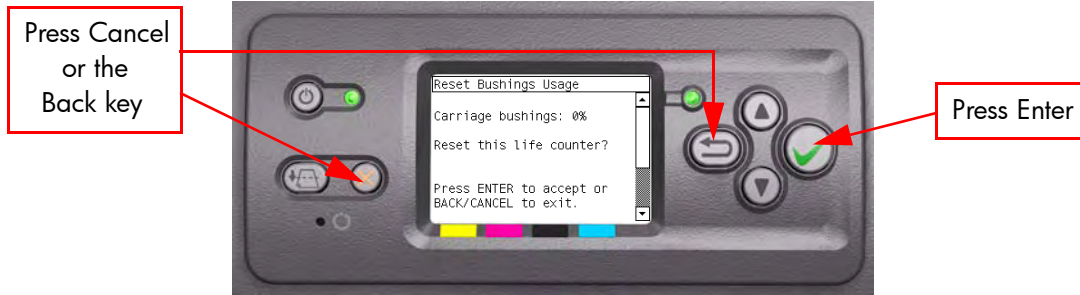 Press Cancel
or the
Back key
Reset Bushings Usage
Carriage bushings: 0%
Reset this life counter?
Press ENTER to accept or
BACK/CANCEL to exit.
Press Enter